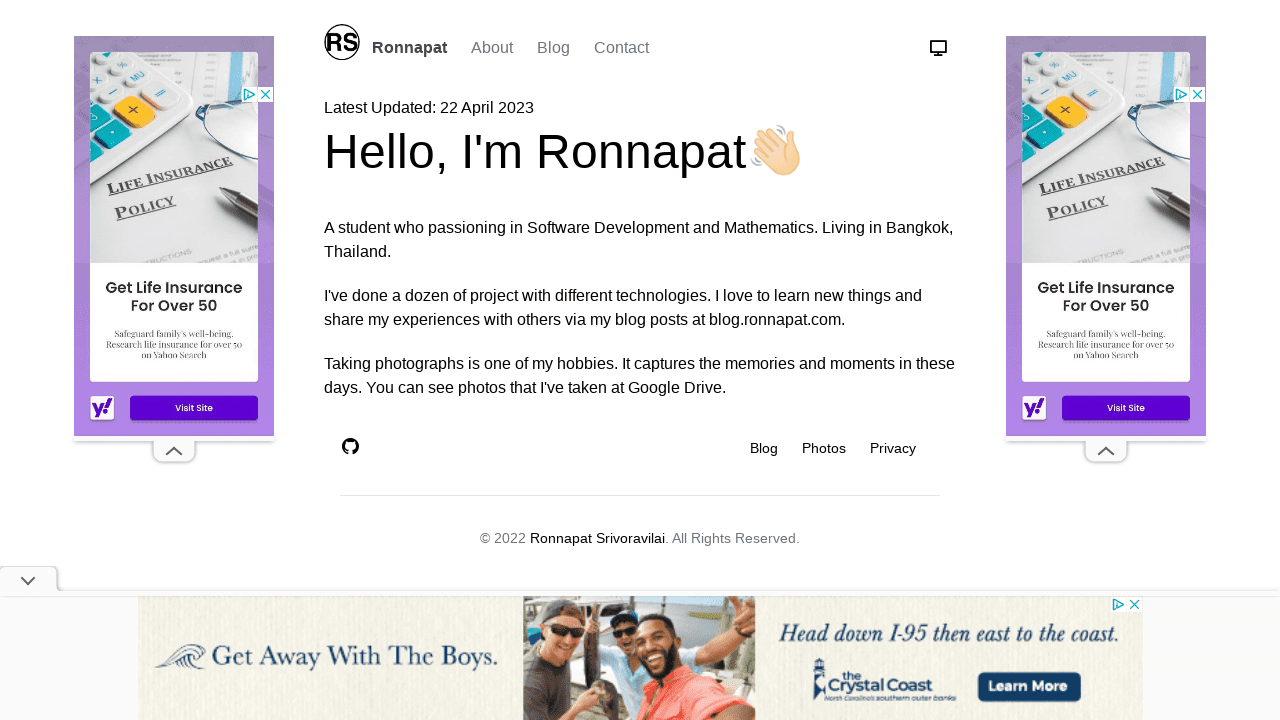 RS
Ronnapat About Blog Contact
Latest Updated: 22 April 2023
Hello, I'm Ronnapat👋🏻
A student who passioning in Software Development and Mathematics. Living in Bangkok,
Thailand.
I've done a dozen of project with different technologies. I love to learn new things and
share my experiences with others via my blog posts at blog.ronnapat.com.
Taking photographs is one of my hobbies. It captures the memories and moments in these
days. You can see photos that I've taken at Google Drive.
Blog Photos Privacy
© 2022 Ronnapat Srivoravilai. All Rights Reserved.
LIFE INSURANCE
POLICY
Get Life Insurance
For Over 50
Safeguard family's well-being.
Research life insurance for over 50
on Yahoo Search
y!
Visit Site
LIFE INSURANCE
POLICY
Get Life Insurance
For Over 50
Safeguard family's well-being.
Research life insurance for over 50
on Yahoo Search
y!
Visit Site
Get Away With The Boys.
Head down I-95 then east to the coast.
the
Crystal Coast
North Carolina's southern outer banks
Learn More